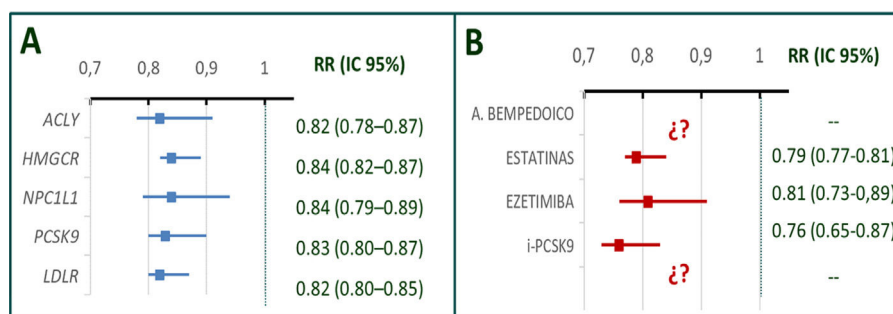 A
0,7 0,8 0,9 1 RR (IC 95%)
ACLY 0.82 (0.78–0.87)
HMGCR 0.84 (0.82–0.87)
NPC1L1 0.84 (0.79–0.89)
PCSK9 0.83 (0.80–0.87)
LDLR 0.82 (0.80–0.85)
B
0,7 0,8 0,9 1 RR (IC 95%)
A. BEMPEDOICO ¿? --
ESTATINAS 0.79 (0.77-0.81)
EZETIMIBA 0.81 (0.73-0,89)
i-PCSK9 0.76 (0.65-0.87)
¿? --